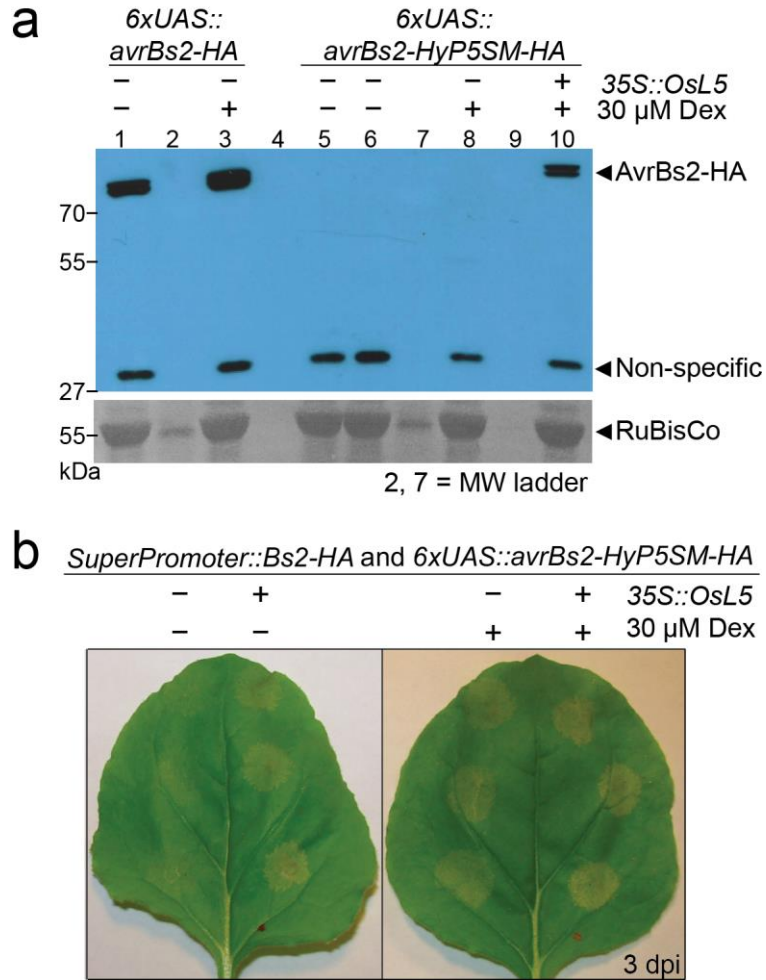 a
6xUAS:: 6xUAS::
avrBs2-HA avrBs2-HyP5SM-HA
– – – – – + 35S::OsL5
– + – – + + 30 µM Dex
1 2 3 4 5 6 7 8 9 10
AvrBs2-HA
70
55
Non-specific
27
55 RuBisCo
kDa
2, 7 = MW ladder
b
SuperPromoter::Bs2-HA and 6xUAS::avrBs2-HyP5SM-HA
– + – + 35S::OsL5
– – + + 30 µM Dex
3 dpi